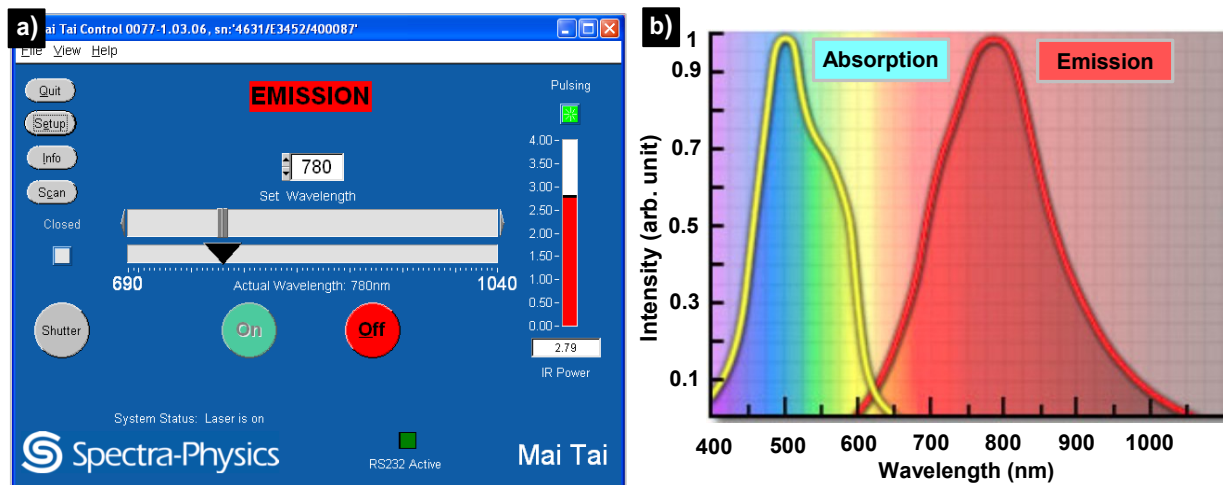 a)
Mai Tai Control 0077-1.03.06, sn:'4631/E3452/400087'
File View Help
Quit
Setup
Info
Scan
Closed
EMISSION
780
Set Wavelength
690
1040
Actual Wavelength: 780nm
Shutter
On
Off
Pulsing
4.00
3.50
3.00
2.50
2.00
1.50
1.00
0.50
0.00
2.79
IR Power
System Status: Laser is on
Spectra-Physics
RS232 Active
Mai Tai
b)
Absorption
Emission
Intensity (arb. unit)
1
0.9
0.7
0.5
0.3
0.1
400 500 600 700 800 900 1000
Wavelength (nm)